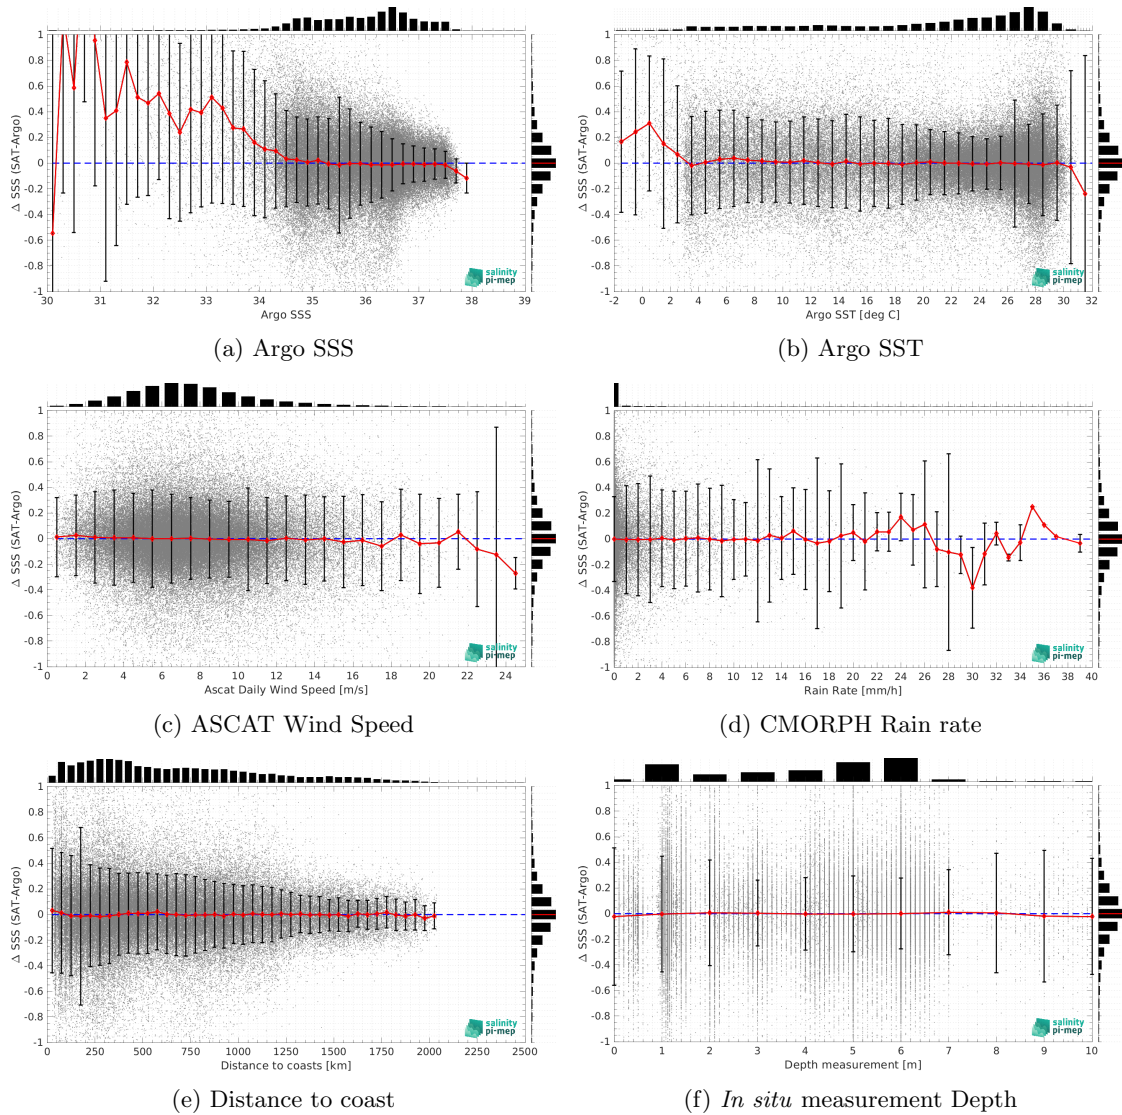 1
0.8
0.6
0.4
0.2
0
-0.2
-0.4
-0.6
-0.8
-1
Δ SSS (SAT-Argo)
30 31 32 33 34 35 36 37 38 39
Argo SSS
salinity
pi-mep
(a) Argo SSS
1
0.8
0.6
0.4
0.2
0
-0.2
-0.4
-0.6
-0.8
-1
Δ SSS (SAT-Argo)
-2 0 2 4 6 8 10 12 14 16 18 20 22 24 26 28 30 32
Argo SST [deg C]
salinity
pi-mep
(b) Argo SST
1
0.8
0.6
0.4
0.2
0
-0.2
-0.4
-0.6
-0.8
-1
Δ SSS (SAT-Argo)
0 2 4 6 8 10 12 14 16 18 20 22 24
Ascat Daily Wind Speed [m/s]
salinity
pi-mep
(c) ASCAT Wind Speed
1
0.8
0.6
0.4
0.2
0
-0.2
-0.4
-0.6
-0.8
-1
Δ SSS (SAT-Argo)
0 2 4 6 8 10 12 14 16 18 20 22 24 26 28 30 32 34 36 38 40
Rain Rate [mm/h]
salinity
pi-mep
(d) CMORPH Rain rate
1
0.8
0.6
0.4
0.2
0
-0.2
-0.4
-0.6
-0.8
-1
Δ SSS (SAT-Argo)
0 250 500 750 1000 1250 1500 1750 2000 2250 2500
Distance to coasts [km]
salinity
pi-mep
(e) Distance to coast
1
0.8
0.6
0.4
0.2
0
-0.2
-0.4
-0.6
-0.8
-1
Δ SSS (SAT-Argo)
0 1 2 3 4 5 6 7 8 9 10
Depth measurement [m]
salinity
pi-mep
(f) In situ measurement Depth